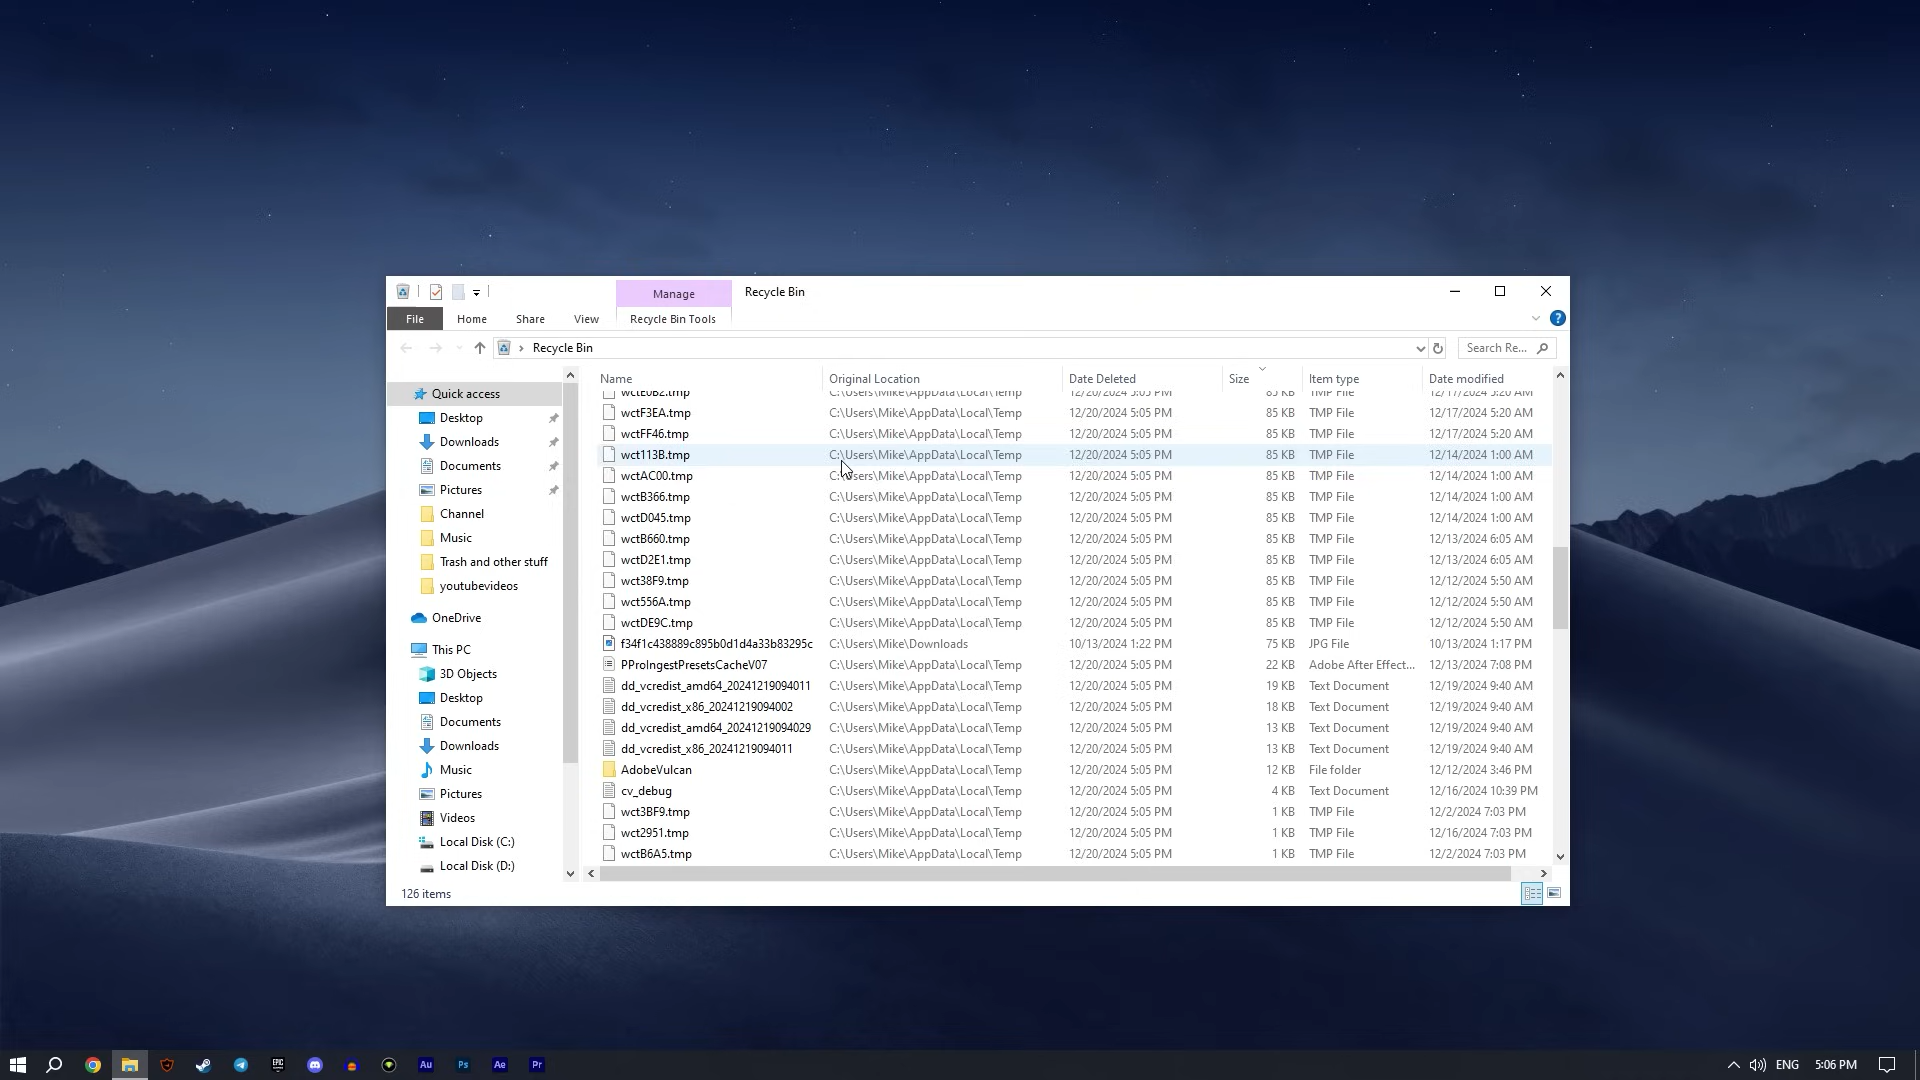 Manage
Recycle Bin
File
Home
Share
View
Recycle Bin Tools
Recycle Bin
Search Re...
Quick access
Desktop
Downloads
Documents
Pictures
Channel
Music
Trash and other stuff
youtubevideos
OneDrive
This PC
3D Objects
Desktop
Documents
Downloads
Music
Pictures
Videos
Local Disk (C:)
Local Disk (D:)
Name Original Location Date Deleted Size Item type Date modified
wctE0B2.tmp C:\Users\Mike\AppData\Local\Temp 12/20/2024 5:05 PM 85 KB TMP File 12/17/2024 5:20 AM
wctF3EA.tmp C:\Users\Mike\AppData\Local\Temp 12/20/2024 5:05 PM 85 KB TMP File 12/17/2024 5:20 AM
wctFF46.tmp C:\Users\Mike\AppData\Local\Temp 12/20/2024 5:05 PM 85 KB TMP File 12/17/2024 5:20 AM
wct113B.tmp C:\Users\Mike\AppData\Local\Temp 12/20/2024 5:05 PM 85 KB TMP File 12/14/2024 1:00 AM
wctAC00.tmp C:\Users\Mike\AppData\Local\Temp 12/20/2024 5:05 PM 85 KB TMP File 12/14/2024 1:00 AM
wctB366.tmp C:\Users\Mike\AppData\Local\Temp 12/20/2024 5:05 PM 85 KB TMP File 12/14/2024 1:00 AM
wctD045.tmp C:\Users\Mike\AppData\Local\Temp 12/20/2024 5:05 PM 85 KB TMP File 12/14/2024 1:00 AM
wctB660.tmp C:\Users\Mike\AppData\Local\Temp 12/20/2024 5:05 PM 85 KB TMP File 12/13/2024 6:05 AM
wctD2E1.tmp C:\Users\Mike\AppData\Local\Temp 12/20/2024 5:05 PM 85 KB TMP File 12/13/2024 6:05 AM
wct38F9.tmp C:\Users\Mike\AppData\Local\Temp 12/20/2024 5:05 PM 85 KB TMP File 12/12/2024 5:50 AM
wct556A.tmp C:\Users\Mike\AppData\Local\Temp 12/20/2024 5:05 PM 85 KB TMP File 12/12/2024 5:50 AM
wctDE9C.tmp C:\Users\Mike\AppData\Local\Temp 12/20/2024 5:05 PM 85 KB TMP File 12/12/2024 5:50 AM
f34f1c438889c895b0d1d4a33b83295c C:\Users\Mike\Downloads 10/13/2024 1:22 PM 75 KB JPG File 10/13/2024 1:17 PM
PProIngestPresetsCacheV07 C:\Users\Mike\AppData\Local\Temp 12/20/2024 5:05 PM 22 KB Adobe After Effect... 12/13/2024 7:08 PM
dd_vcredist_amd64_20241219094011 C:\Users\Mike\AppData\Local\Temp 12/20/2024 5:05 PM 19 KB Text Document 12/19/2024 9:40 AM
dd_vcredist_x86_20241219094002 C:\Users\Mike\AppData\Local\Temp 12/20/2024 5:05 PM 18 KB Text Document 12/19/2024 9:40 AM
dd_vcredist_amd64_20241219094029 C:\Users\Mike\AppData\Local\Temp 12/20/2024 5:05 PM 13 KB Text Document 12/19/2024 9:40 AM
dd_vcredist_x86_20241219094011 C:\Users\Mike\AppData\Local\Temp 12/20/2024 5:05 PM 13 KB Text Document 12/19/2024 9:40 AM
AdobeVulcan C:\Users\Mike\AppData\Local\Temp 12/20/2024 5:05 PM 12 KB File folder 12/12/2024 3:46 PM
cv_debug C:\Users\Mike\AppData\Local\Temp 12/20/2024 5:05 PM 4 KB Text Document 12/16/2024 10:39 PM
wct3BF9.tmp C:\Users\Mike\AppData\Local\Temp 12/20/2024 5:05 PM 1 KB TMP File 12/2/2024 7:03 PM
wct2951.tmp C:\Users\Mike\AppData\Local\Temp 12/20/2024 5:05 PM 1 KB TMP File 12/16/2024 7:03 PM
wctB6A5.tmp C:\Users\Mike\AppData\Local\Temp 12/20/2024 5:05 PM 1 KB TMP File 12/2/2024 7:03 PM
126 items
EPIC
Au
Ps
Ae
Pr
ENG
5:06 PM